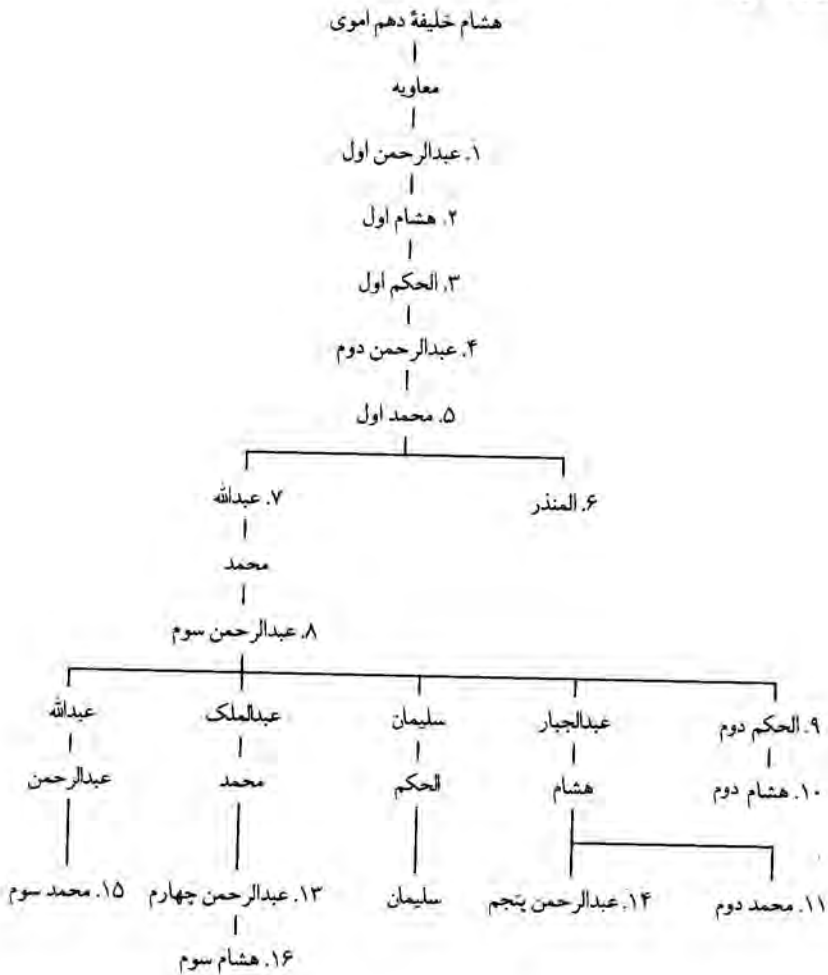 هشام خلیفهٔ دهم اموی
معاویه
۱. عبدالرحمن اول
۲. هشام اول
۳. الحکم اول
۴. عبدالرحمن دوم
۵. محمد اول
۶. المنذر ۷. عبدالله
محمد
۸. عبدالرحمن سوم
۹. الحکم دوم عبدالجبار سلیمان عبدالملک عبدالله
۱۰. هشام دوم هشام الحکم محمد عبدالرحمن
۱۱. محمد دوم ۱۴. عبدالرحمن پنجم سلیمان ۱۳. عبدالرحمن چهارم ۱۵. محمد سوم
۱۶. هشام سوم